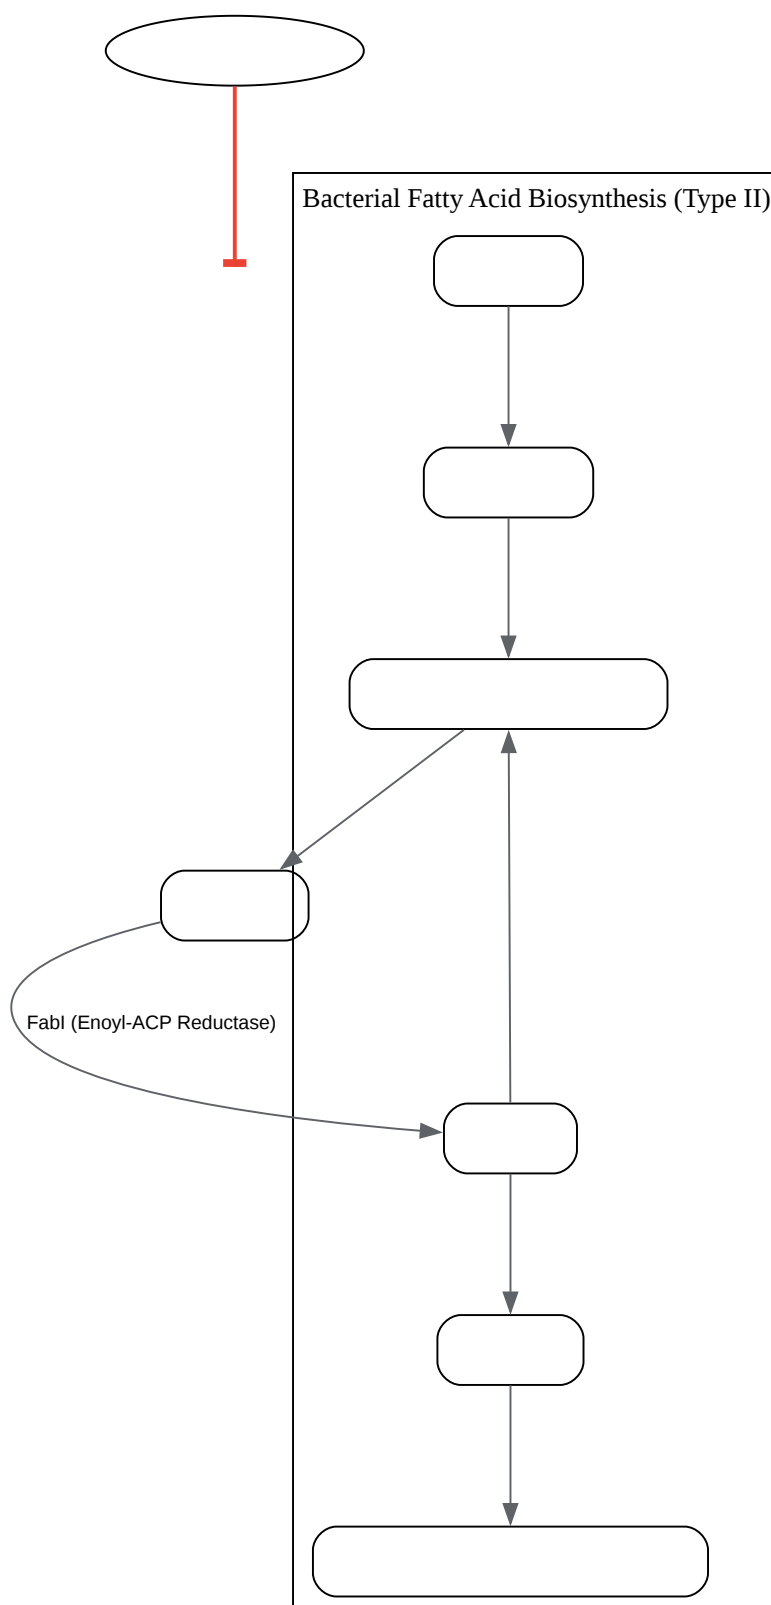 Bacterial Fatty Acid Biosynthesis (Type II)
FabI (Enoyl-ACP Reductase)